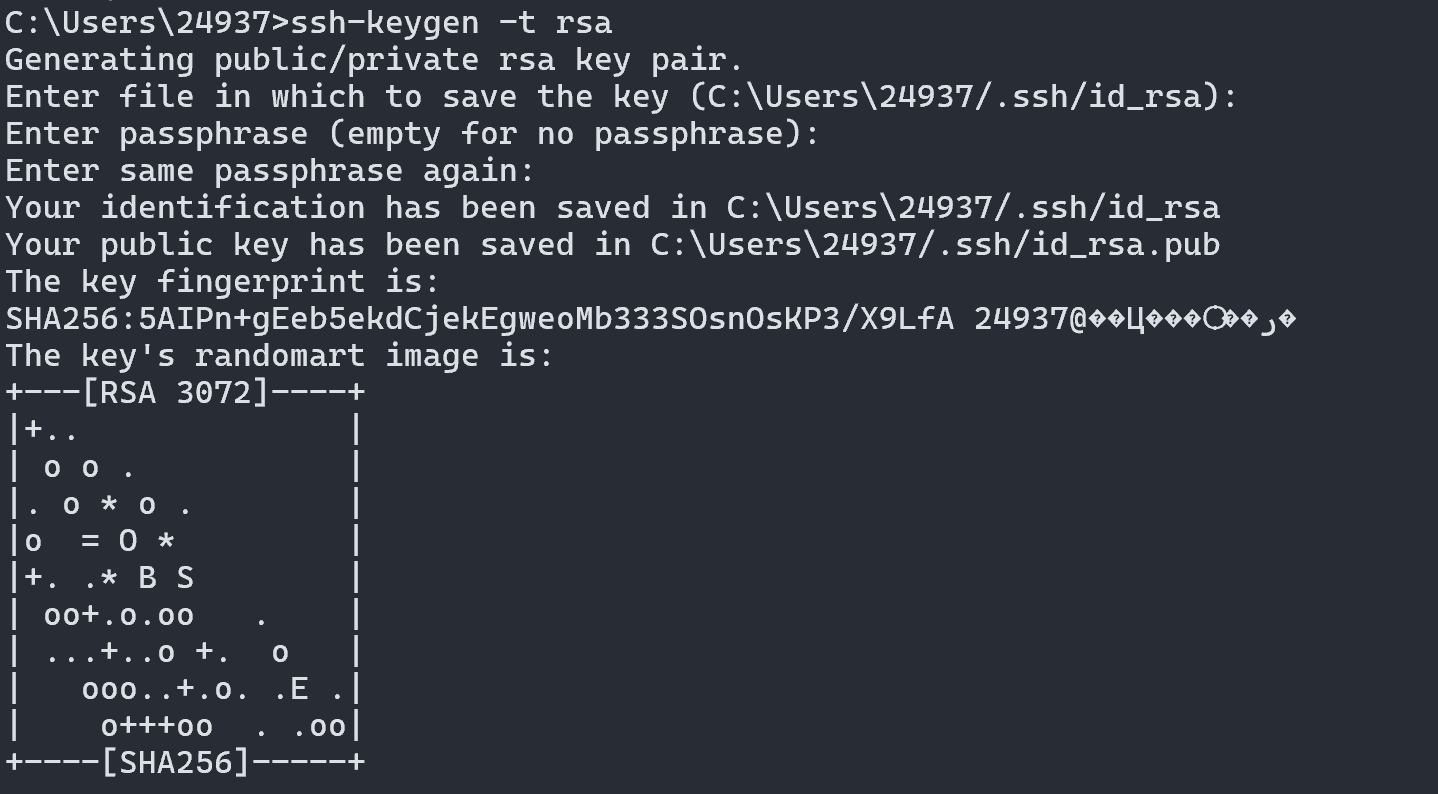 C:\Users\24937>ssh-keygen -t rsa
Generating public/private rsa key pair.
Enter file in which to save the key (C:\Users\24937/.ssh/id_rsa):
Enter passphrase (empty for no passphrase):
Enter same passphrase again:
Your identification has been saved in C:\Users\24937/.ssh/id_rsa
Your public key has been saved in C:\Users\24937/.ssh/id_rsa.pub
The key fingerprint is:
SHA256:5AIPn+gEeb5ekdCjekEgweoMb333SOsnOsKP3/X9LfA 24937@��Ц���
The key's randomart image is:
+---[RSA 3072]----+
|+..               |
| o o .            |
|. o * o .         |
|o  = O *          |
|+. .* B S         |
| oo+.o.oo   .     |
| ...+..o +.  o    |
|   ooo..+.o. .E .|
|    o+++oo  . .oo|
+----[SHA256]-----+